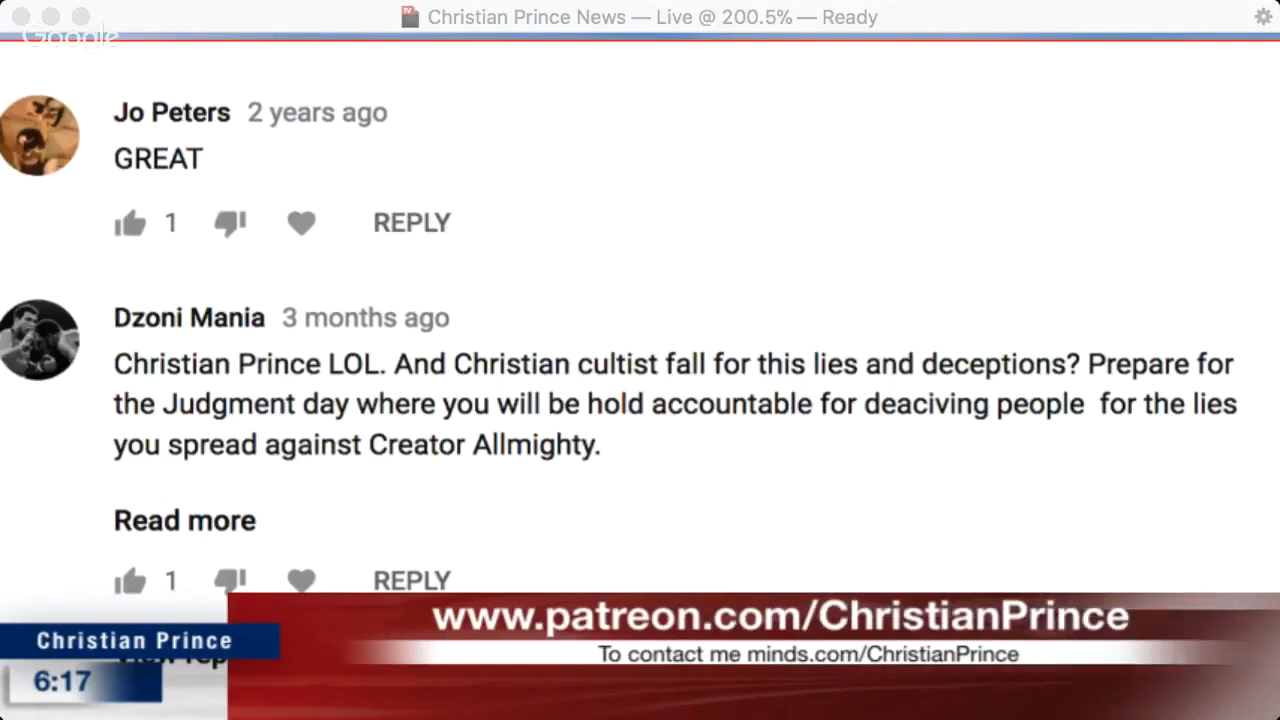 Christian Prince News — Live @ 200.5% — Ready
Google
Jo Peters 2 years ago
GREAT
1 REPLY
Dzoni Mania 3 months ago
Christian Prince LOL. And Christian cultist fall for this lies and deceptions? Prepare for
the Judgment day where you will be hold accountable for deaciving people for the lies
you spread against Creator Allmighty.
Read more
1 REPLY
www.patreon.com/ChristianPrince
Christian Prince
To contact me minds.com/ChristianPrince
6:17